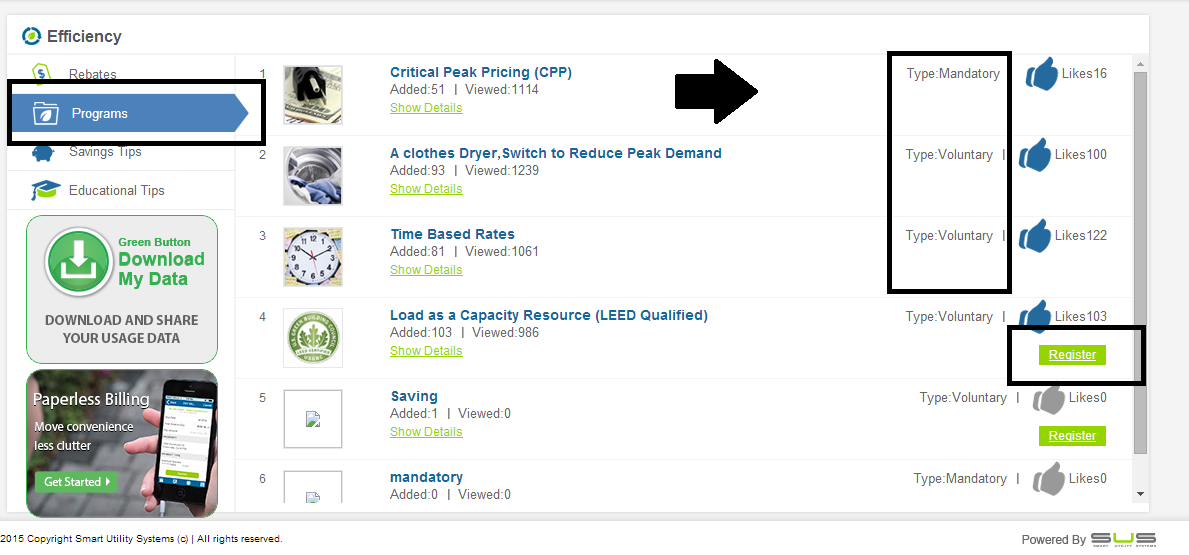 Efficiency
Rebates
Programs
Savings Tips
Educational Tips
Green Button
Download
My Data
DOWNLOAD AND SHARE
YOUR USAGE DATA
Paperless Billing
Move convenience
less clutter
Get Started
1
Critical Peak Pricing (CPP)
Added:51 | Viewed:1114
Show Details
Type:Mandatory
Likes16
2
A clothes Dryer,Switch to Reduce Peak Demand
Added:93 | Viewed:1239
Show Details
Type:Voluntary |
Likes100
3
Time Based Rates
Added:81 | Viewed:1061
Show Details
Type:Voluntary |
Likes122
4
Load as a Capacity Resource (LEED Qualified)
Added:103 | Viewed:986
Show Details
Type:Voluntary |
Likes103
Register
5
Saving
Added:1 | Viewed:0
Show Details
Type:Voluntary |
Likes0
Register
6
mandatory
Added:0 | Viewed:0
Type:Mandatory |
Likes0
2015 Copyright Smart Utility Systems (c) | All rights reserved.
Powered By SUS
SMART UTILITY SYSTEMS